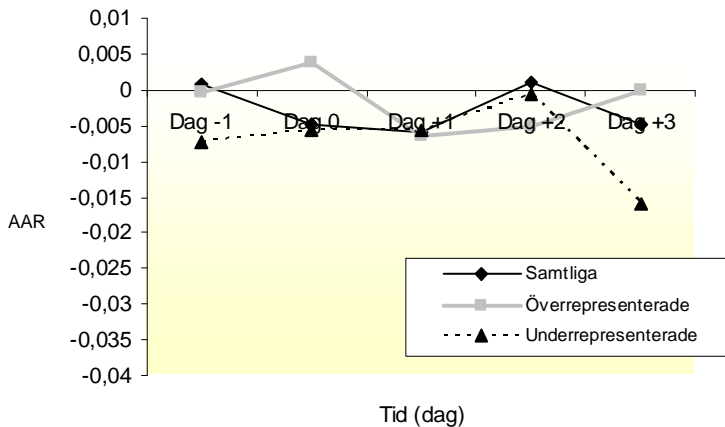 0,01
0,005
0
-0,005
-0,01
-0,015
-0,02
-0,025
-0,03
-0,035
-0,04
AAR
Dag -1 Dag 0 Dag +1 Dag +2 Dag +3
Samtliga
Överrepresenterade
Underrepresenterade
Tid (dag)